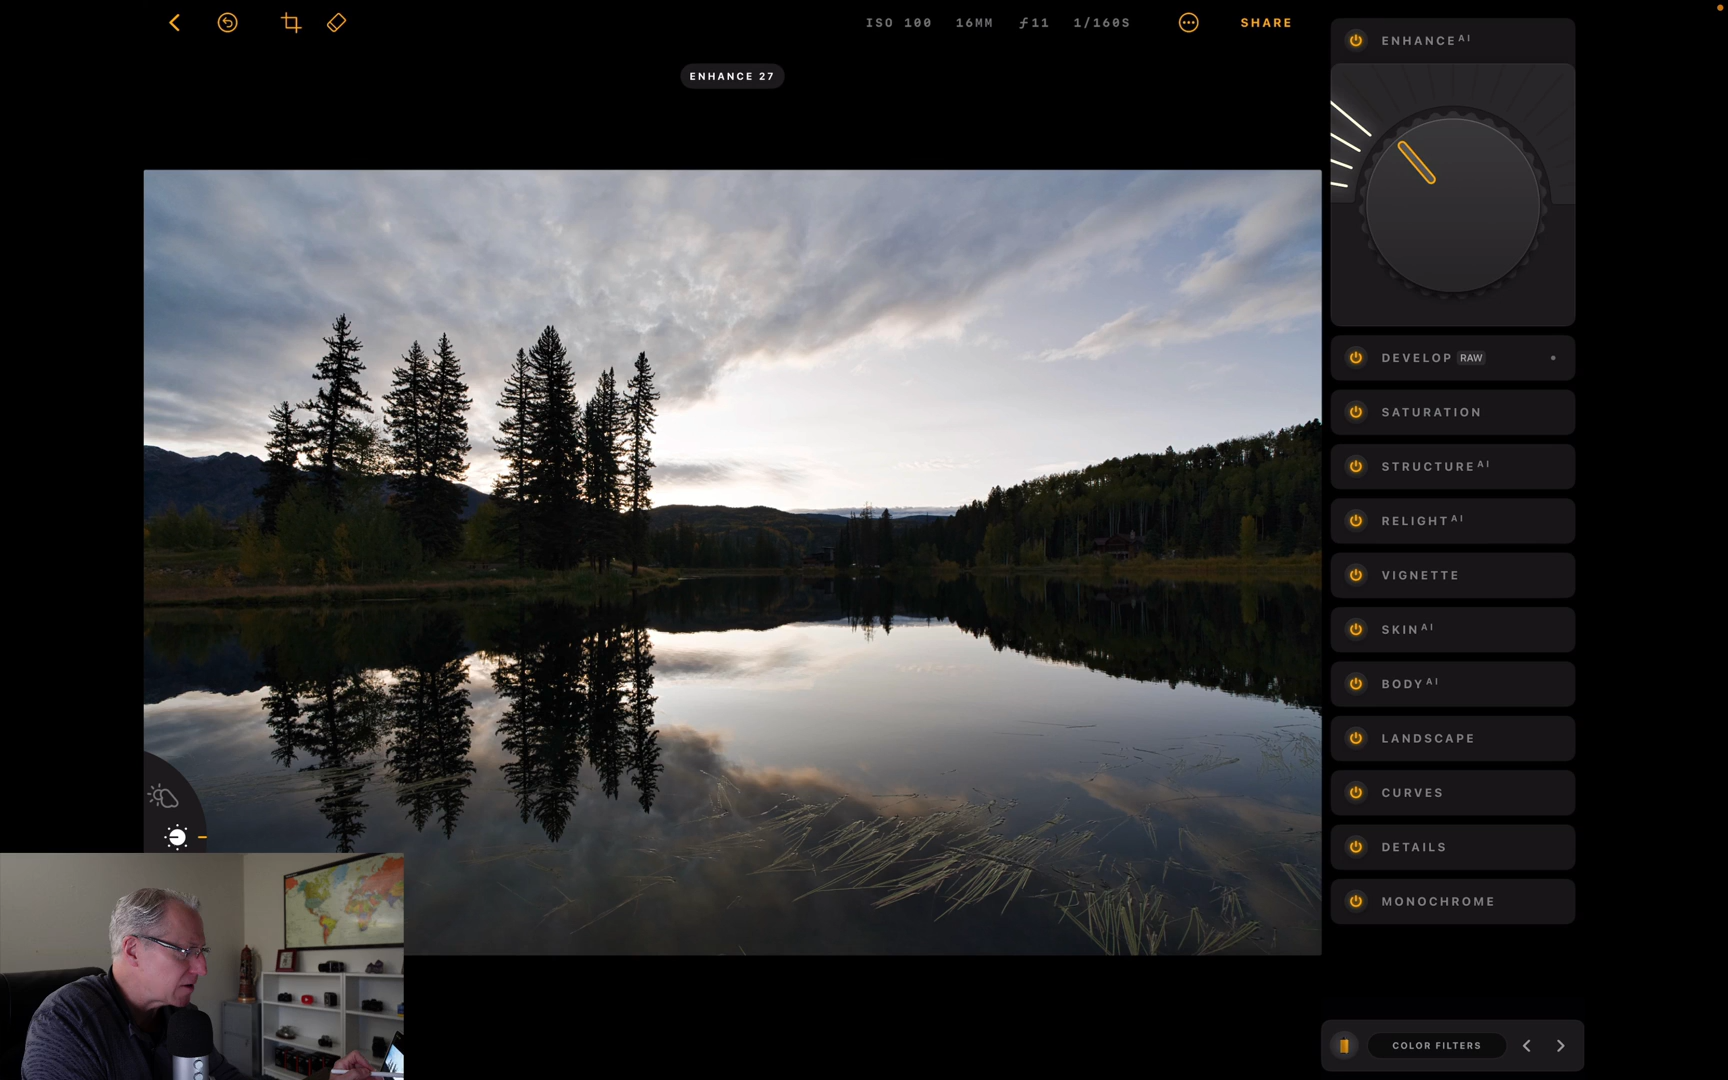 ISO 100 16MM ƒ11 1/160S SHARE
ENHANCE AI
ENHANCE 27
DEVELOP RAW
SATURATION
STRUCTURE AI
RELIGHT AI
VIGNETTE
SKIN AI
BODY AI
LANDSCAPE
CURVES
DETAILS
MONOCHROME
COLOR FILTERS